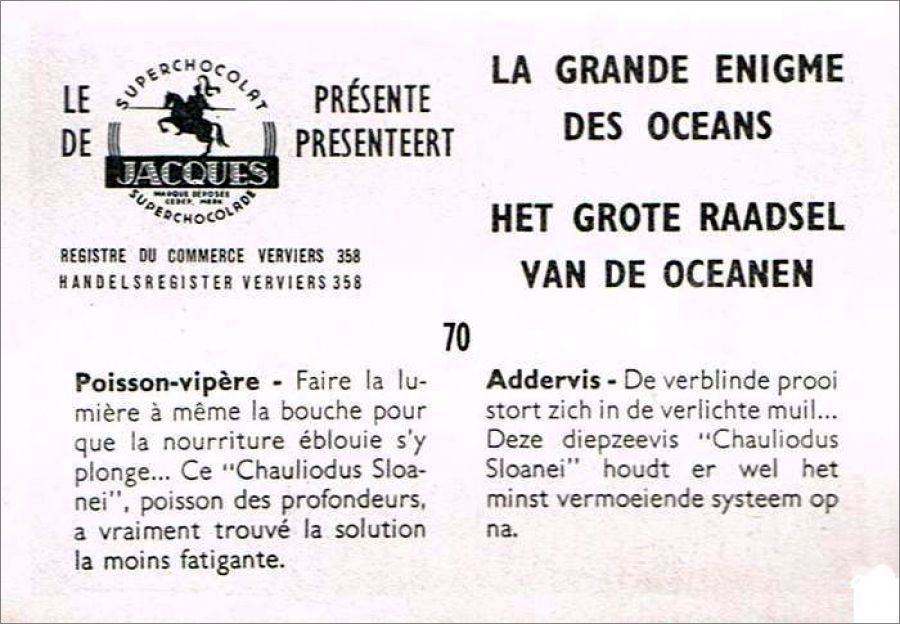 LE
DE
SUPERCHOCOLAT
JACQUES
MARQUE DÉPOSÉE
GEDEP. MERK
SUPERCHOCOLADE
PRÉSENTE
PRESENTEERT
REGISTRE DU COMMERCE VERVIERS 358
HANDELSREGISTER VERVIERS 358
LA GRANDE ENIGME
DES OCEANS
HET GROTE RAADSEL
VAN DE OCEANEN
70
Poisson-vipère - Faire la lu-
mière à même la bouche pour
que la nourriture éblouie s'y
plonge... Ce "Chauliodus Sloa-
nei", poisson des profondeurs,
a vraiment trouvé la solution
la moins fatigante.
Addervis - De verblinde prooi
stort zich in de verlichte muil...
Deze diepzeevis "Chauliodus
Sloanei" houdt er wel het
minst vermoeiende systeem op
na.